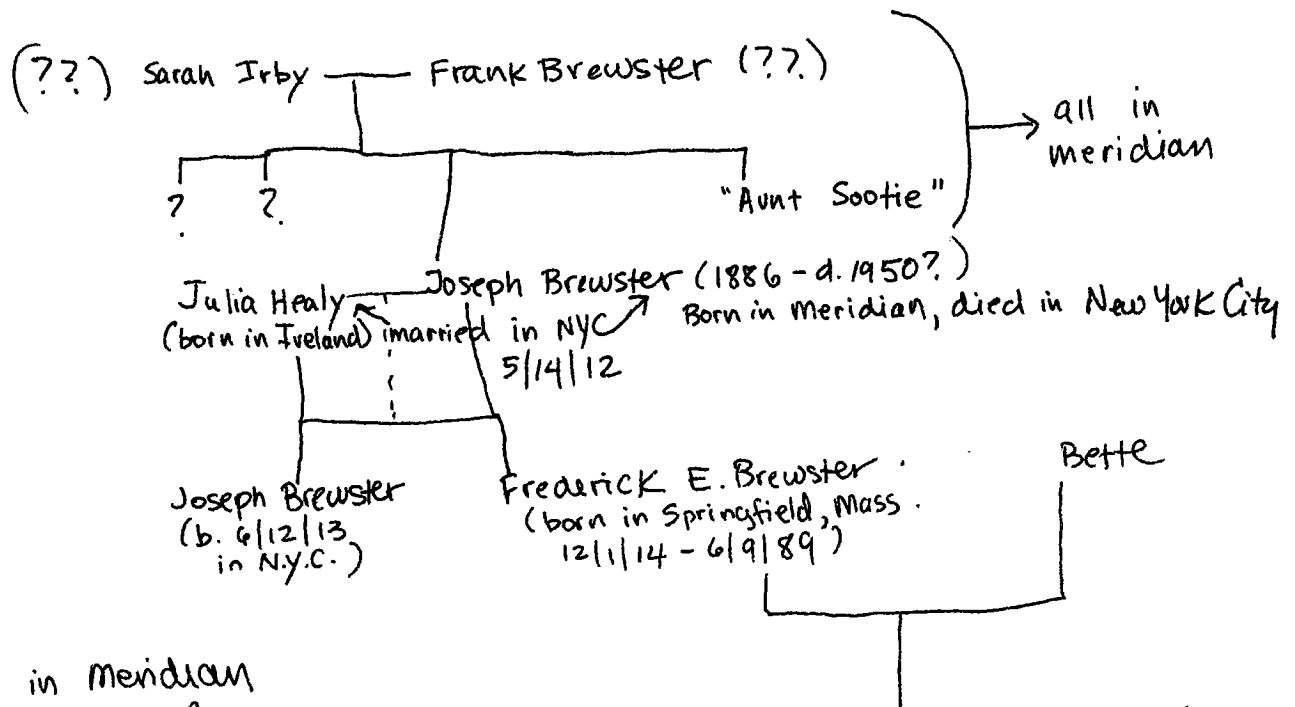 (??) Sarah Irby Frank Brewster (??)
all in
meridian
? ? "Aunt Sootie"
Julia Healy Joseph Brewster (1886 - d. 1950?)
(born in Ireland) married in NYC Born in meridian, died in New York City
5/14/12
Bette
Joseph Brewster Frederick E. Brewster
(b. 6/12/13 (born in Springfield, Mass.
in N.Y.C.) 12/1/14 - 6/9/89)
in meridian